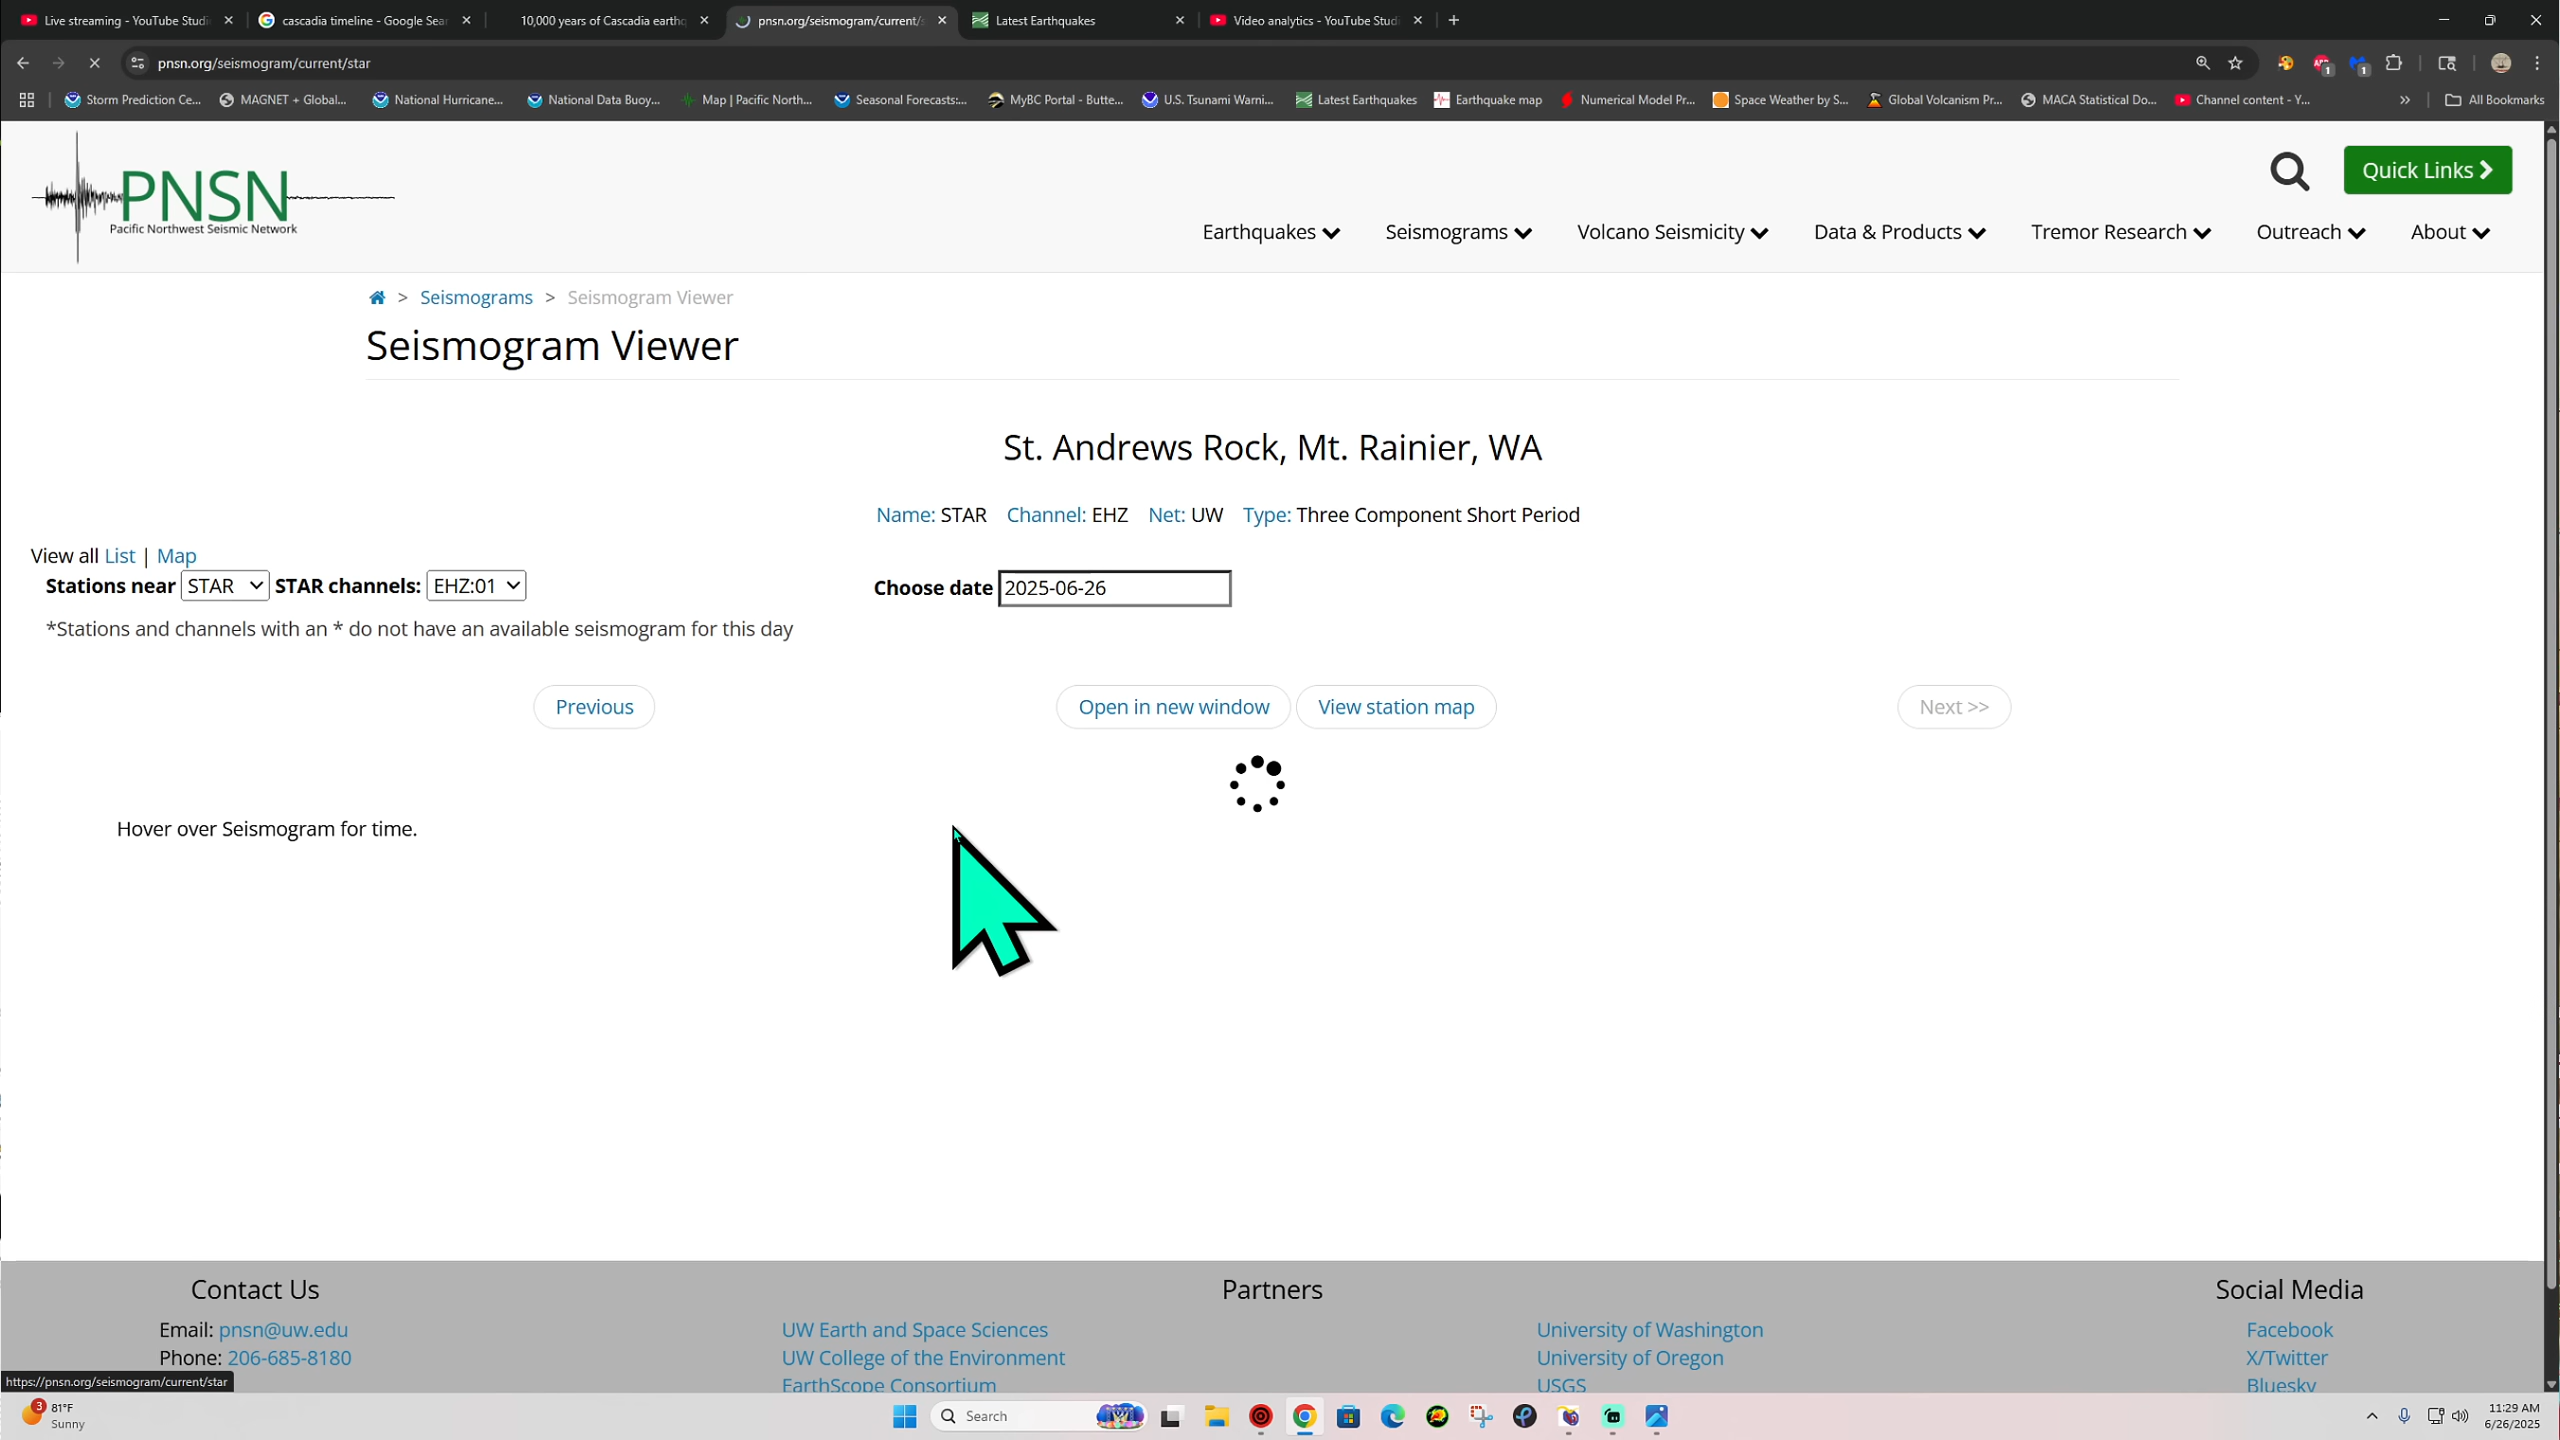 Live streaming - YouTube Studi
cascadia timeline - Google Sear
10,000 years of Cascadia earthq
pnsn.org/seismogram/current/s
Latest Earthquakes
Video analytics - YouTube Studi
pnsn.org/seismogram/current/star
Storm Prediction Ce...
MAGNET + Global...
National Hurricane...
National Data Buoy...
Map | Pacific North...
Seasonal Forecasts:...
MyBC Portal - Butte...
U.S. Tsunami Warni...
Latest Earthquakes
Earthquake map
Numerical Model Pr...
Space Weather by S...
Global Volcanism Pr...
MACA Statistical Do...
Channel content - Y...
All Bookmarks
PNSN
Pacific Northwest Seismic Network
Quick Links
Earthquakes Seismograms Volcano Seismicity Data & Products Tremor Research Outreach About
> Seismograms > Seismogram Viewer
Seismogram Viewer
St. Andrews Rock, Mt. Rainier, WA
Name: STAR Channel: EHZ Net: UW Type: Three Component Short Period
View all List | Map
Stations near STAR STAR channels: EHZ:01
Choose date 2025-06-26
*Stations and channels with an * do not have an available seismogram for this day
Previous
Open in new window
View station map
Next >>
Hover over Seismogram for time.
Contact Us
Email: pnsn@uw.edu
Phone: 206-685-8180
Partners
UW Earth and Space Sciences
UW College of the Environment
EarthScope Consortium
University of Washington
University of Oregon
USGS
Social Media
Facebook
X/Twitter
Bluesky
https://pnsn.org/seismogram/current/star
3
81°F
Sunny
Search
11:29 AM
6/26/2025